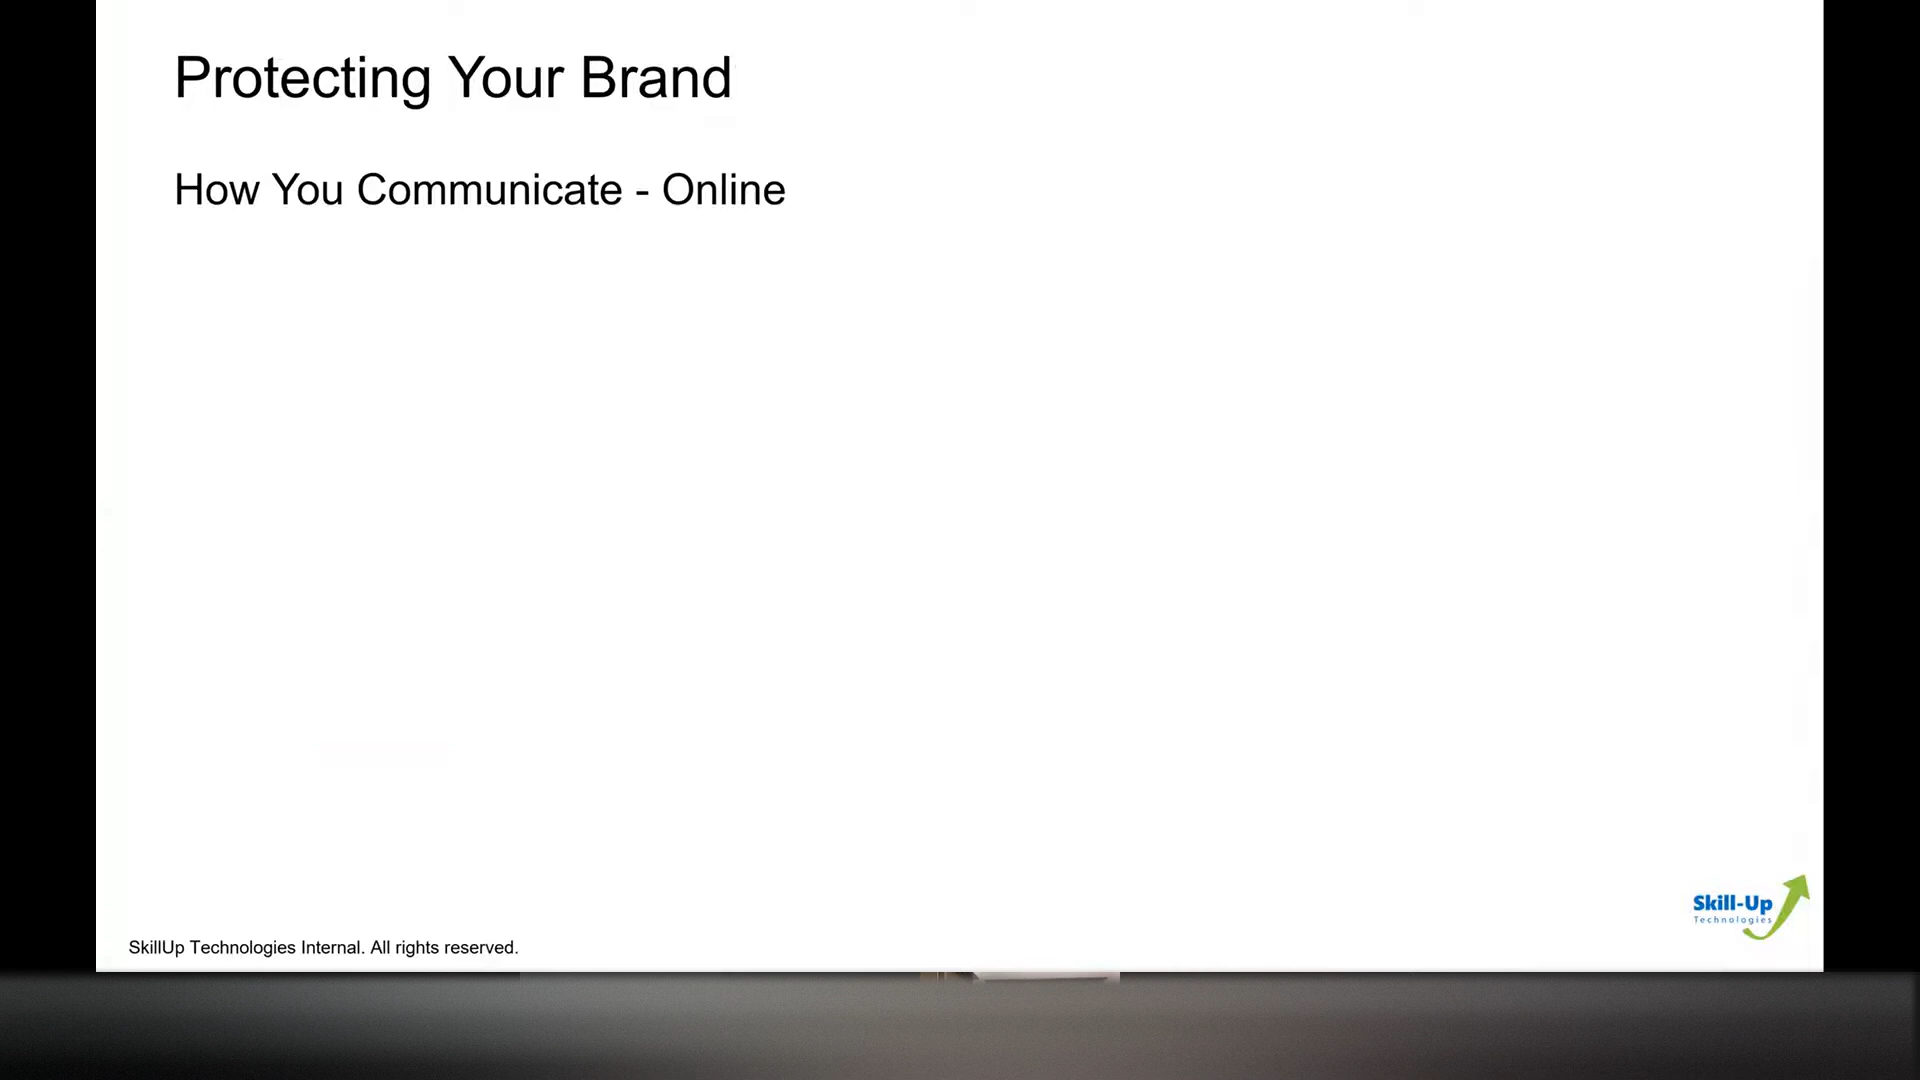 Protecting Your Brand
How You Communicate - Online
Skill-Up
Technologies
SkillUp Technologies Internal. All rights reserved.